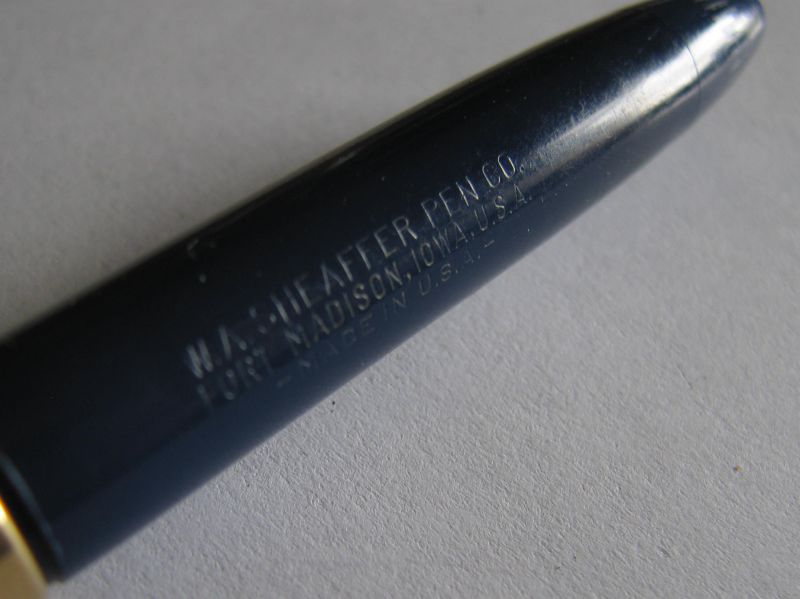 W.A.SHEAFFER PEN CO.
FORT MADISON, IOWA, U.S.A.
- MADE IN U.S.A. -